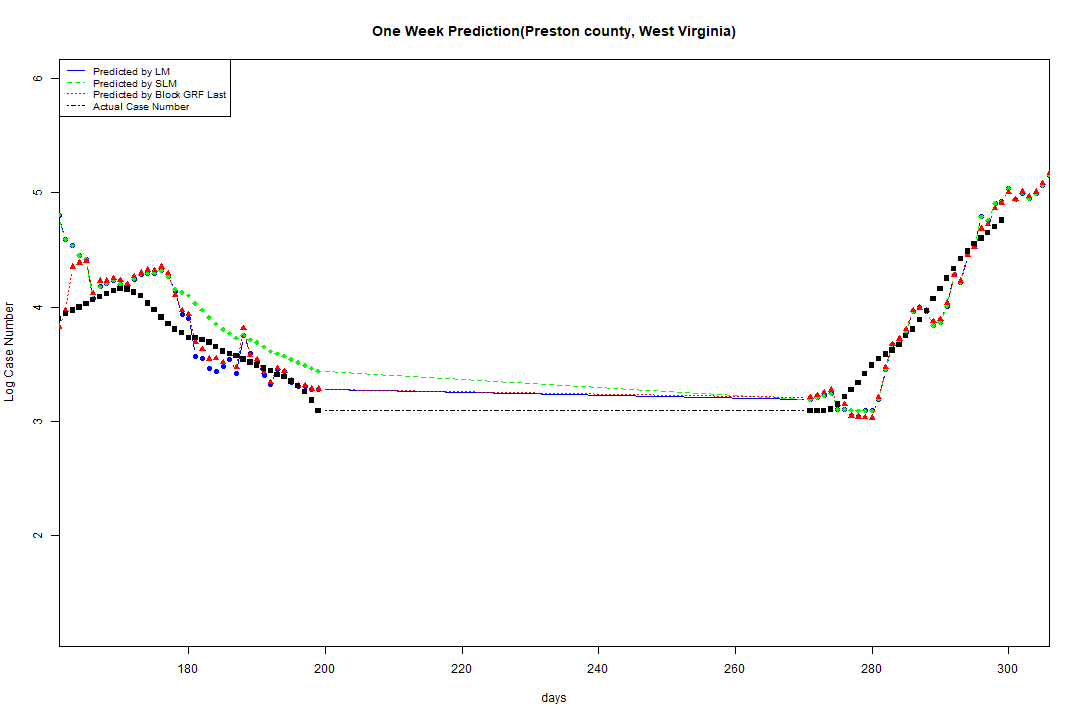 One Week Prediction(Preston county, West Virginia)
Predicted by LM
Predicted by SLM
Predicted by Block GRF Last
Actual Case Number
Log Case Number
6
5
4
3
2
180 200 220 240 260 280 300
days